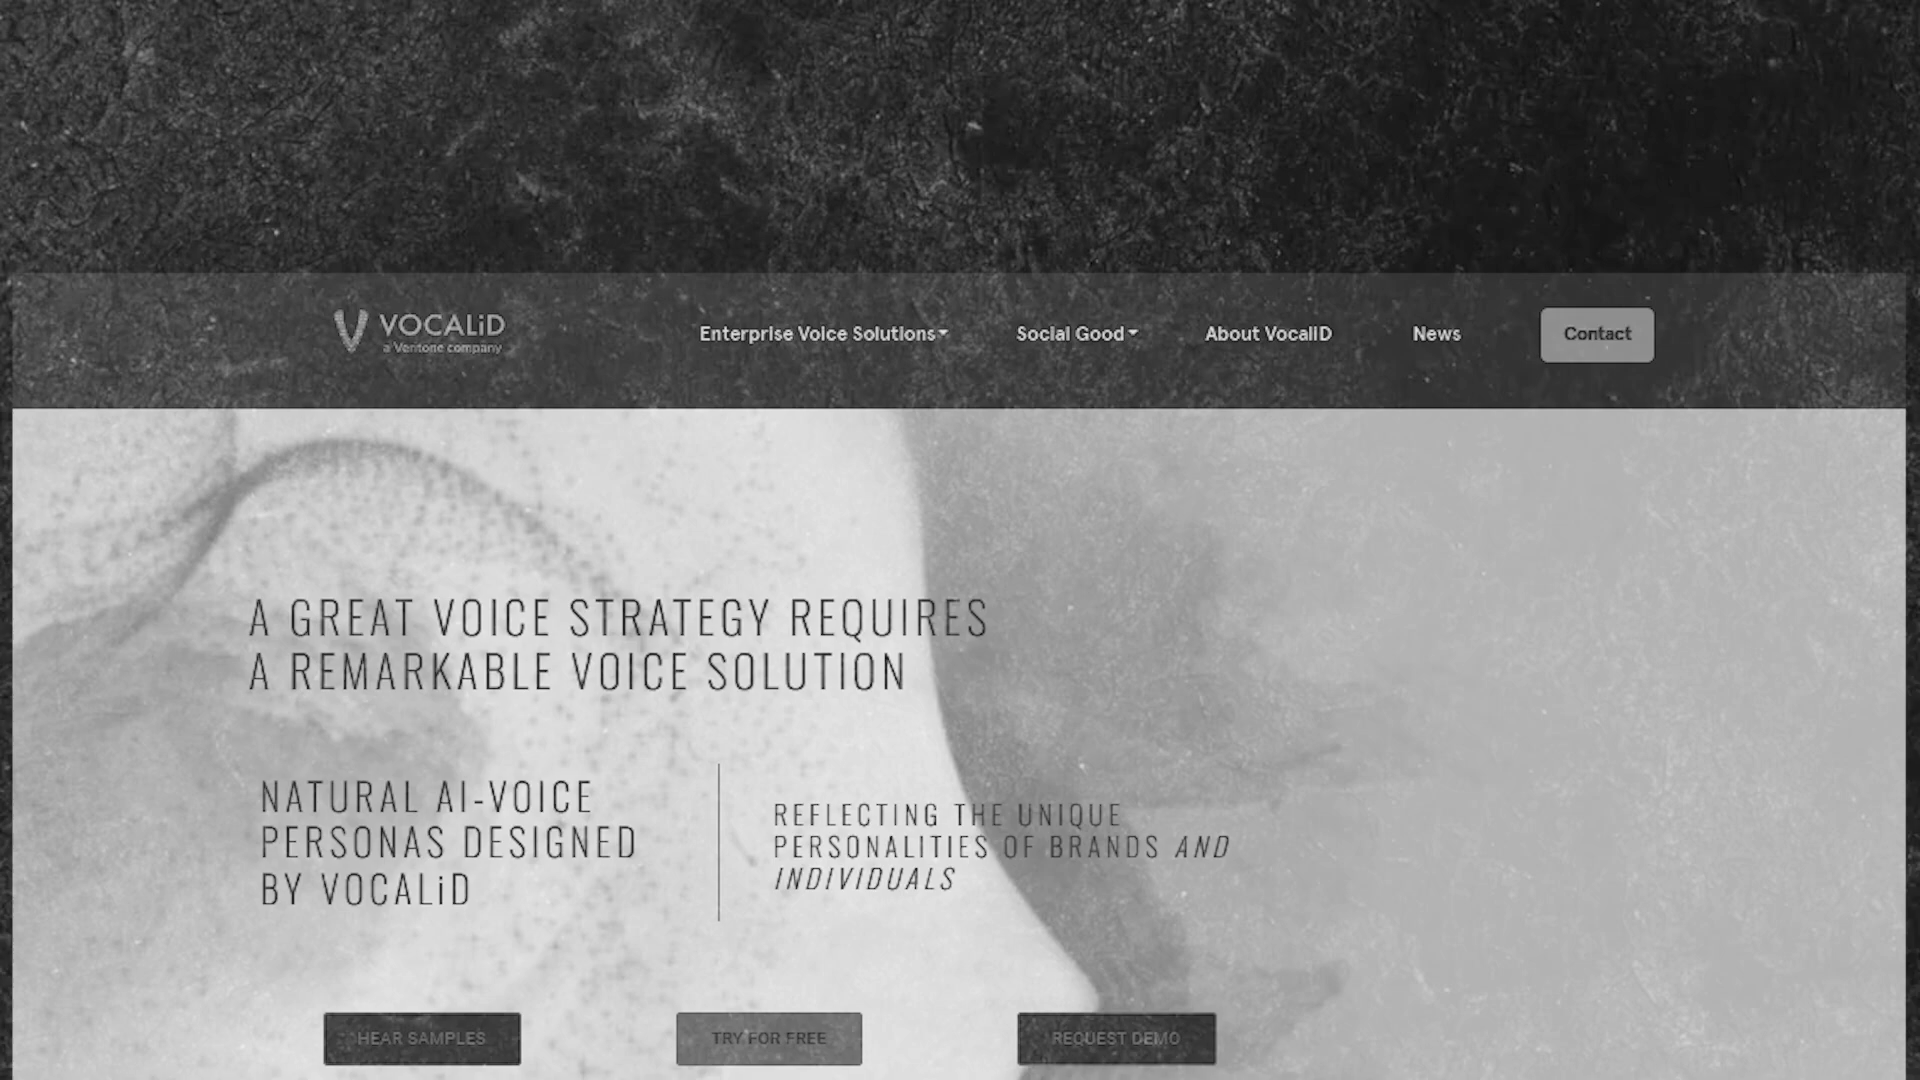 VOCALiD
a Veritone company
Enterprise Voice Solutions
Social Good
About VocaliD
News
Contact
A GREAT VOICE STRATEGY REQUIRES
A REMARKABLE VOICE SOLUTION
NATURAL AI-VOICE
PERSONAS DESIGNED
BY VOCALiD
REFLECTING THE UNIQUE
PERSONALITIES OF BRANDS AND
INDIVIDUALS
HEAR SAMPLES
TRY FOR FREE
REQUEST DEMO